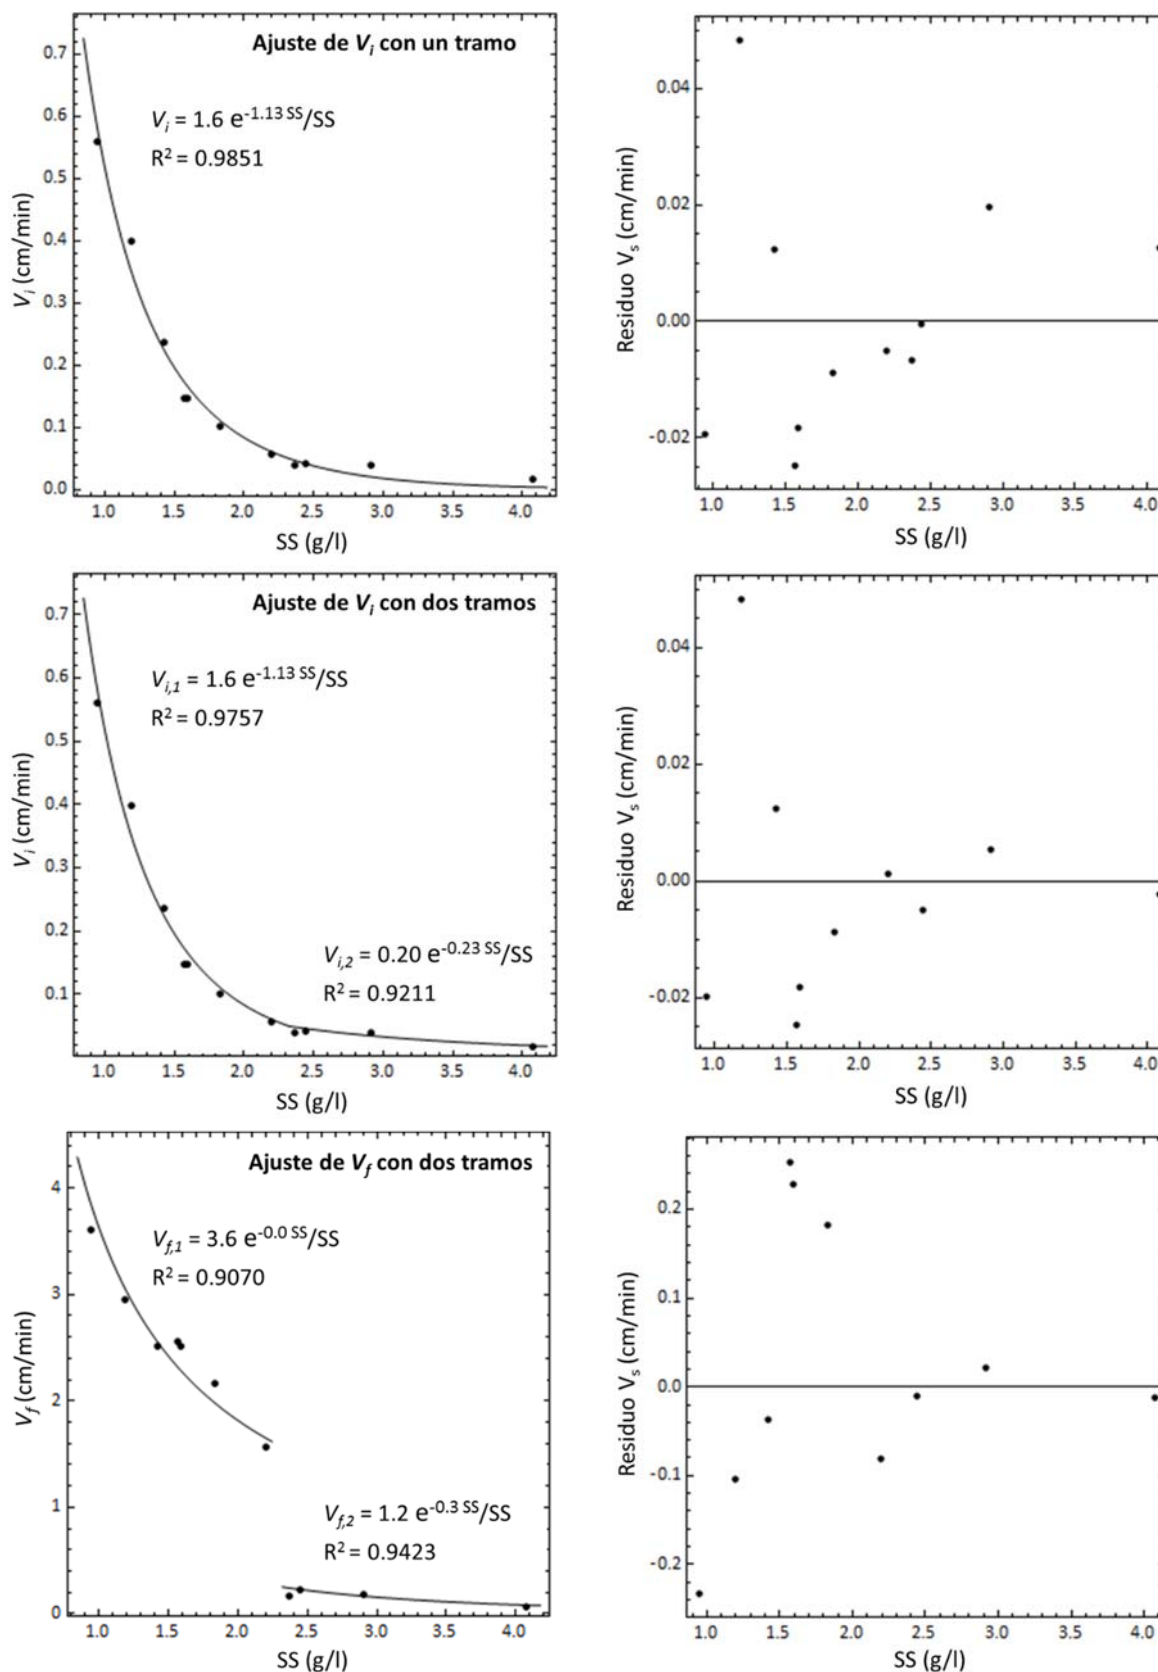 Ajuste de Vi con un tramo
Vi = 1.6 e-1.13 SS/SS
R2 = 0.9851
Vi (cm/min)
0.7
0.6
0.5
0.4
0.3
0.2
0.1
0.0
1.0 1.5 2.0 2.5 3.0 3.5 4.0
SS (g/l)
Residuo Vs (cm/min)
0.04
0.02
0.00
-0.02
1.0 1.5 2.0 2.5 3.0 3.5 4.0
SS (g/l)
Ajuste de Vi con dos tramos
Vi,1 = 1.6 e-1.13 SS/SS
R2 = 0.9757
Vi,2 = 0.20 e-0.23 SS/SS
R2 = 0.9211
Vi (cm/min)
0.7
0.6
0.5
0.4
0.3
0.2
0.1
1.0 1.5 2.0 2.5 3.0 3.5 4.0
SS (g/l)
Residuo Vs (cm/min)
0.04
0.02
0.00
-0.02
1.0 1.5 2.0 2.5 3.0 3.5 4.0
SS (g/l)
Ajuste de Vf con dos tramos
Vf,1 = 3.6 e-0.0 SS/SS
R2 = 0.9070
Vf,2 = 1.2 e-0.3 SS/SS
R2 = 0.9423
Vf (cm/min)
4
3
2
1
0
1.0 1.5 2.0 2.5 3.0 3.5 4.0
SS (g/l)
Residuo Vs (cm/min)
0.2
0.1
0.0
-0.1
-0.2
1.0 1.5 2.0 2.5 3.0 3.5 4.0
SS (g/l)